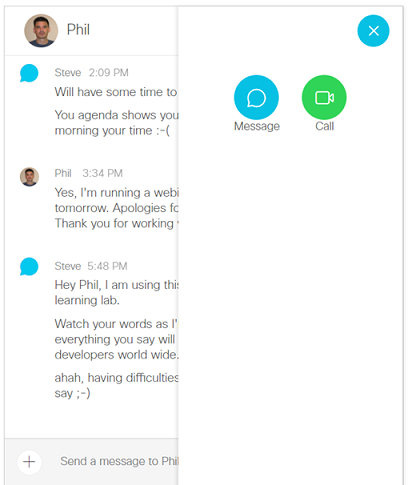 Phil
Steve 2:09 PM
Will have some time to
You agenda shows you
morning your time :-(
Phil 3:34 PM
Yes, I'm running a webi
tomorrow. Apologies fo
Thank you for working
Steve 5:48 PM
Hey Phil, I am using this
learning lab.
Watch your words as I'
everything you say will
developers world wide.
ahah, having difficulties
say ;-)
Send a message to Phil
Message
Call